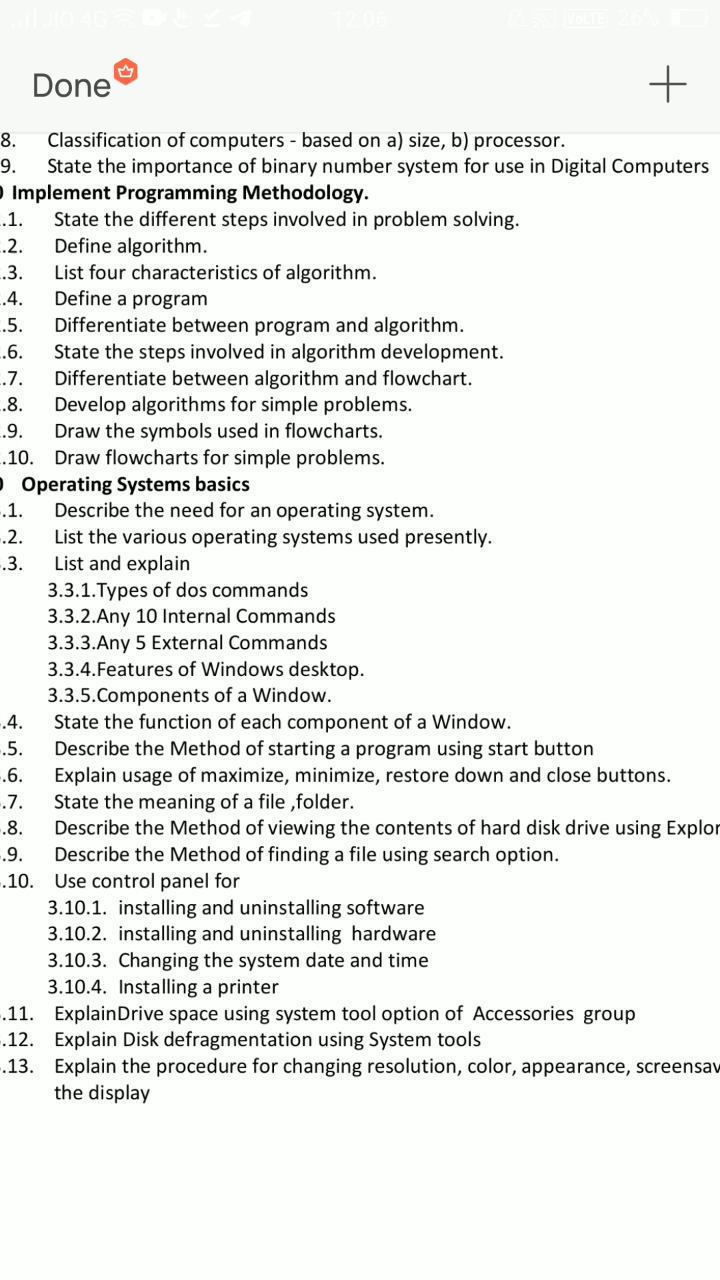 JIO 4G 12.06 VoLTE 26%
Done
8. Classification of computers - based on a) size, b) processor.
9. State the importance of binary number system for use in Digital Computers
Implement Programming Methodology.
.1. State the different steps involved in problem solving.
.2. Define algorithm.
.3. List four characteristics of algorithm.
.4. Define a program
.5. Differentiate between program and algorithm.
.6. State the steps involved in algorithm development.
.7. Differentiate between algorithm and flowchart.
.8. Develop algorithms for simple problems.
.9. Draw the symbols used in flowcharts.
.10. Draw flowcharts for simple problems.
Operating Systems basics
.1. Describe the need for an operating system.
.2. List the various operating systems used presently.
.3. List and explain
3.3.1.Types of dos commands
3.3.2.Any 10 Internal Commands
3.3.3.Any 5 External Commands
3.3.4.Features of Windows desktop.
3.3.5.Components of a Window.
.4. State the function of each component of a Window.
.5. Describe the Method of starting a program using start button
.6. Explain usage of maximize, minimize, restore down and close buttons.
.7. State the meaning of a file ,folder.
.8. Describe the Method of viewing the contents of hard disk drive using Explor
.9. Describe the Method of finding a file using search option.
.10. Use control panel for
3.10.1. installing and uninstalling software
3.10.2. installing and uninstalling hardware
3.10.3. Changing the system date and time
3.10.4. Installing a printer
.11. ExplainDrive space using system tool option of Accessories group
.12. Explain Disk defragmentation using System tools
.13. Explain the procedure for changing resolution, color, appearance, screensav
the display